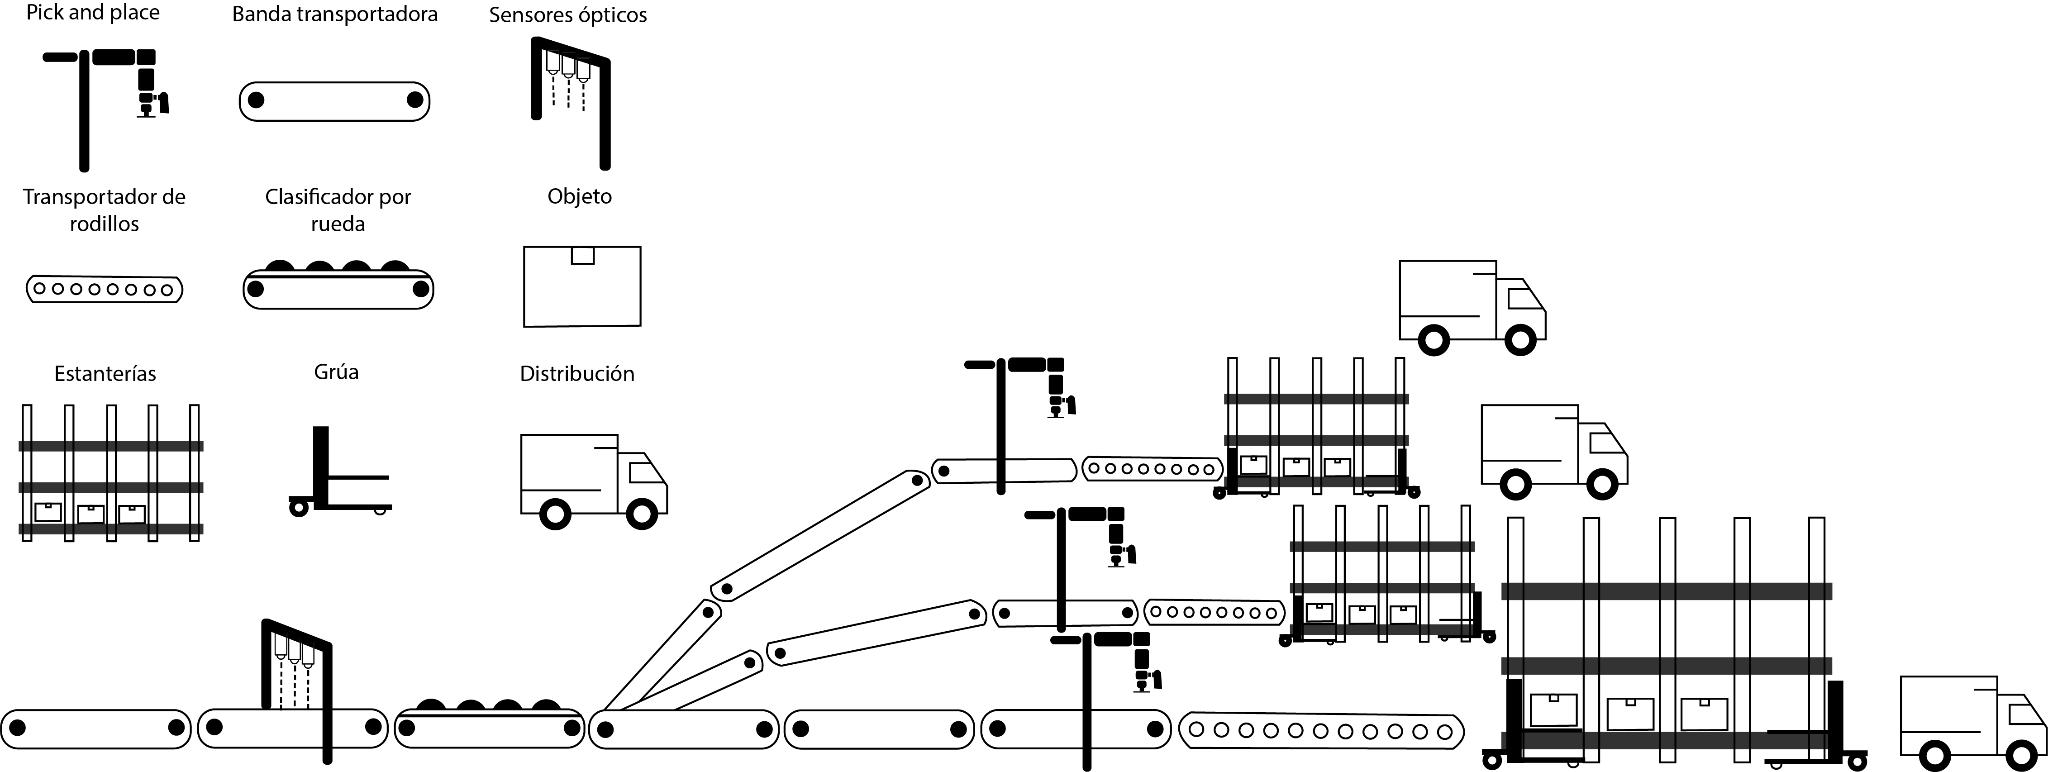 Pick and place
Banda transportadora
Sensores ópticos
Transportador de
rodillos
Clasificador por
rueda
Objeto
Estanterías
Grúa
Distribución